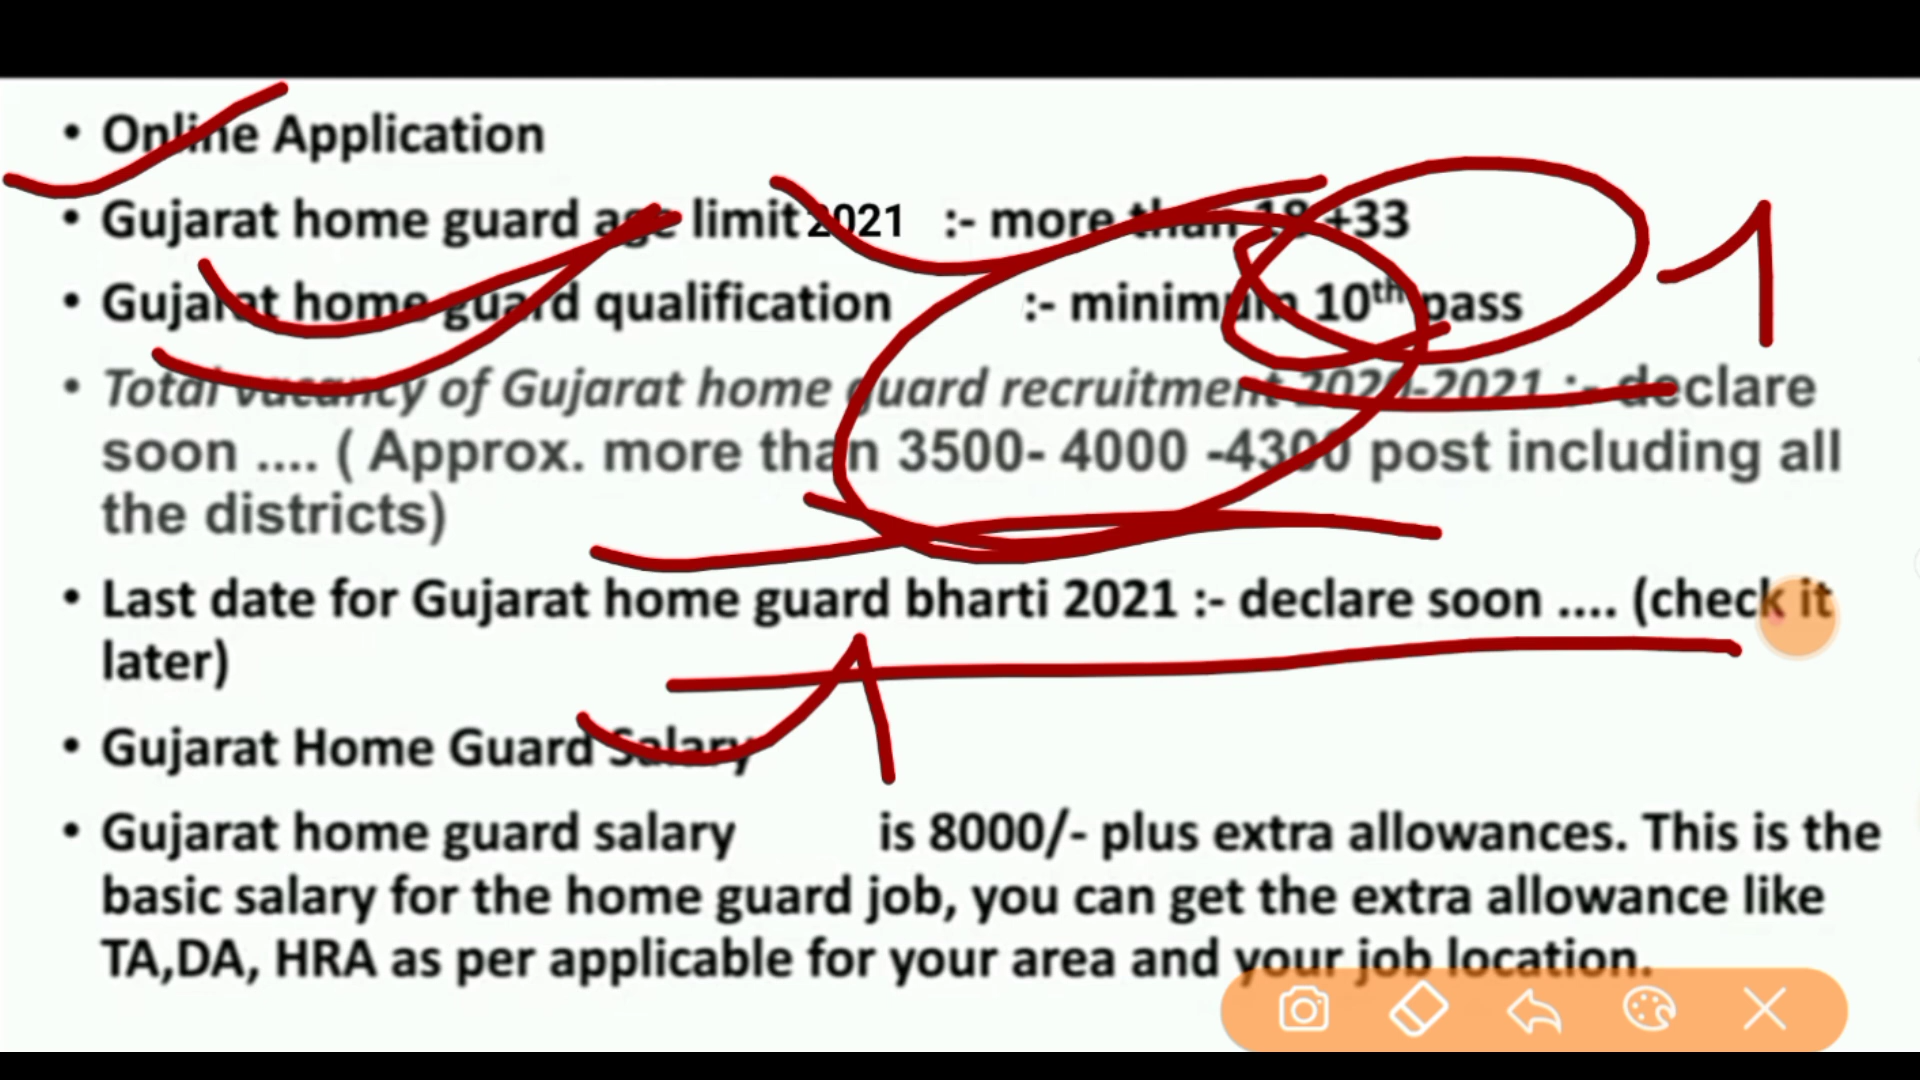 • Online Application
• Gujarat home guard age limit 2021 :- more than 18 +33
• Gujarat home guard qualification :- minimum 10th pass
• Total vacancy of Gujarat home guard recruitment 2020-2021 :- declare
soon .... ( Approx. more than 3500- 4000 -4300 post including all
the districts)
• Last date for Gujarat home guard bharti 2021 :- declare soon .... (check it
later)
• Gujarat Home Guard Salary
• Gujarat home guard salary is 8000/- plus extra allowances. This is the
basic salary for the home guard job, you can get the extra allowance like
TA,DA, HRA as per applicable for your area and your job location.